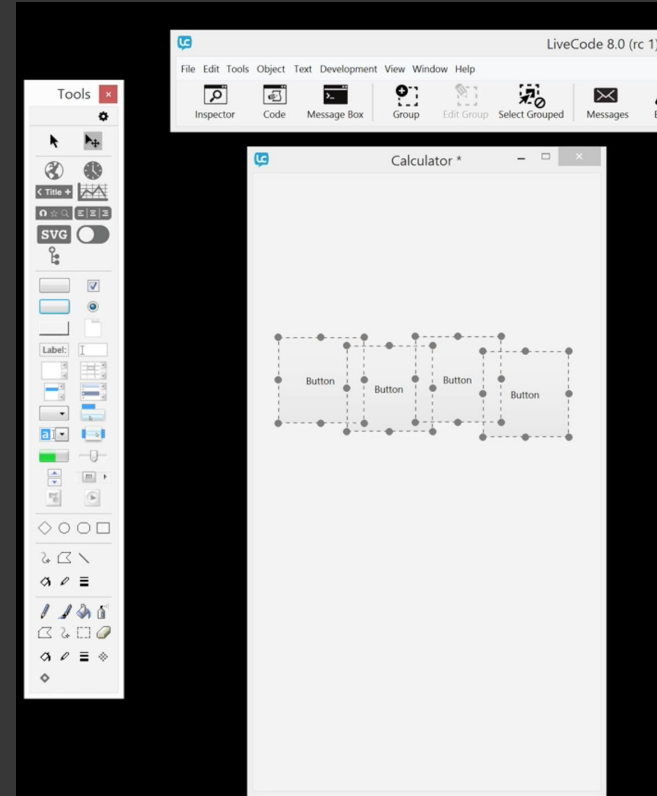 LiveCode 8.0 (rc 1)
File Edit Tools Object Text Development View Window Help
Inspector Code Message Box Group Edit Group Select Grouped Messages
Tools
Calculator *
< Title +
SVG
Label:
Button
Button
Button
Button